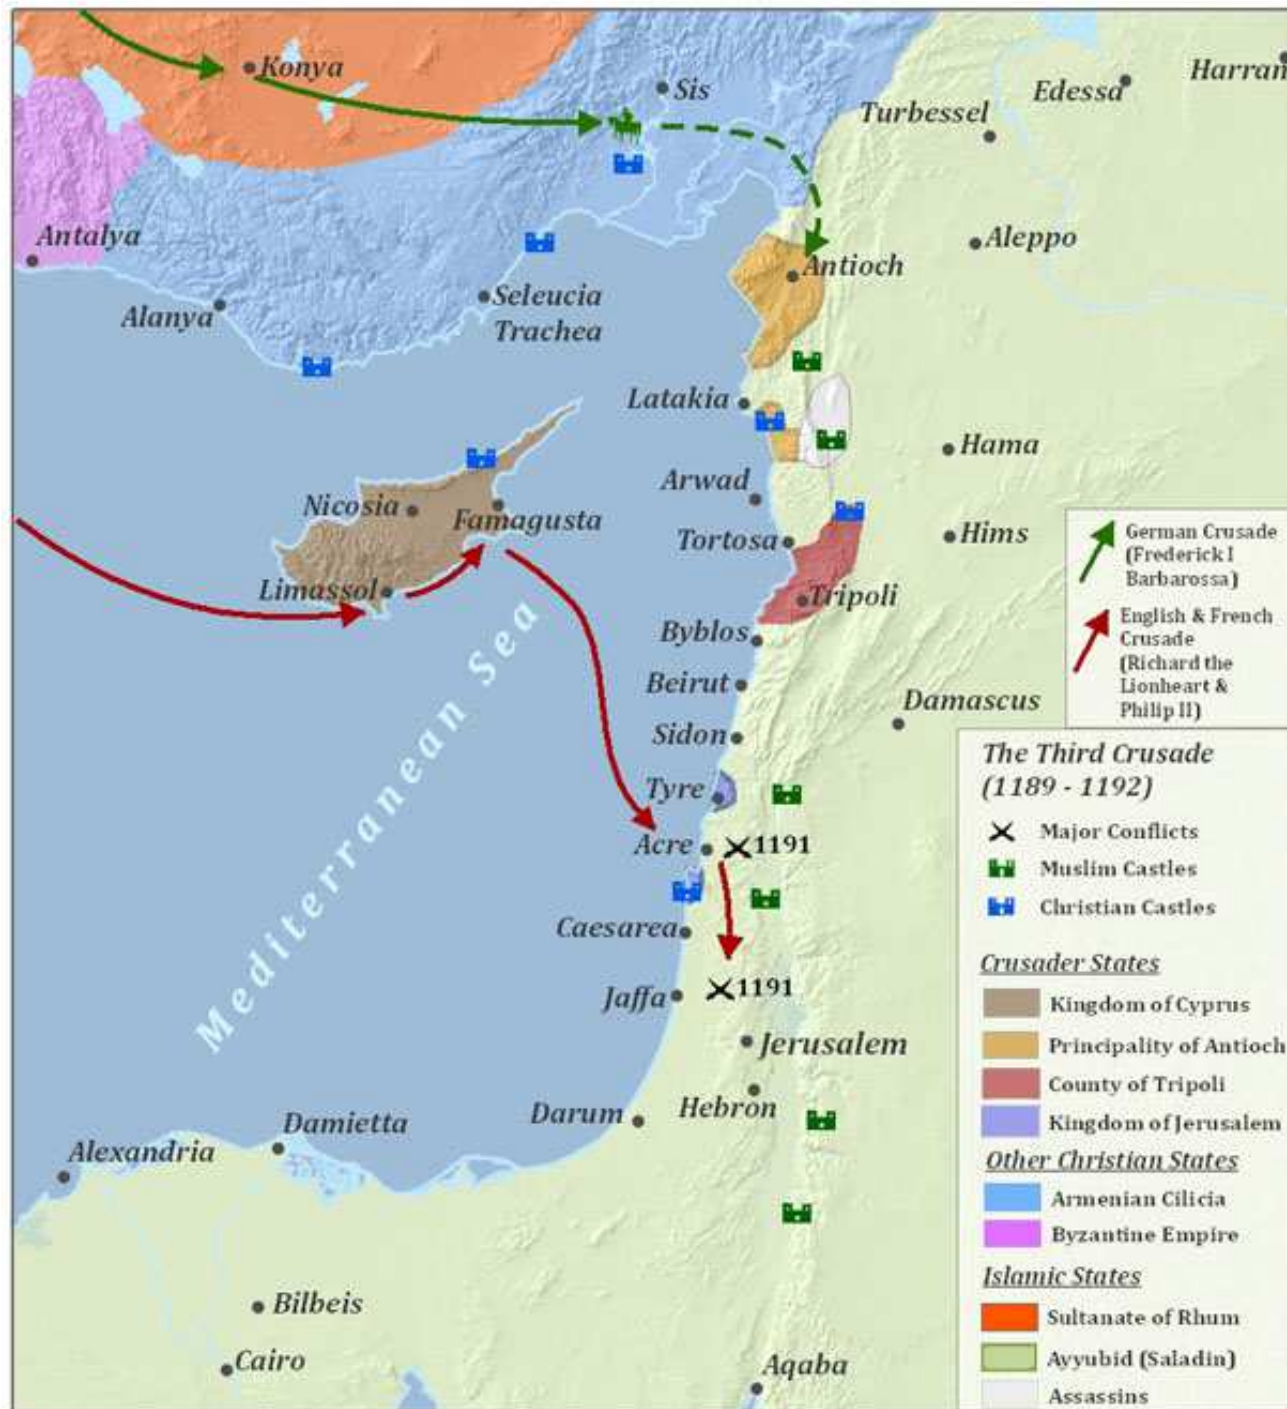 Konya
Sis
Harran
Edessa
Turbessel
Antalya
Aleppo
Antioch
Alanya
Seleucia
Trachea
Latakia
Hama
Arwad
Nicosia
Famagusta
Tortosa
Hims
Limassol
Tripoli
Byblos
Mediterranean Sea
Beirut
Damascus
Sidon
Tyre
Acre
1191
Caesarea
Jaffa
1191
Jerusalem
Hebron
Darum
Damietta
Alexandria
Bilbeis
Cairo
Aqaba
German Crusade
(Frederick I
Barbarossa)
English & French
Crusade
(Richard the
Lionheart &
Philip II)
The Third Crusade
(1189 - 1192)
Major Conflicts
Muslim Castles
Christian Castles
Crusader States
Kingdom of Cyprus
Principality of Antioch
County of Tripoli
Kingdom of Jerusalem
Other Christian States
Armenian Cilicia
Byzantine Empire
Islamic States
Sultanate of Rhum
Ayyubid (Saladin)
Assassins